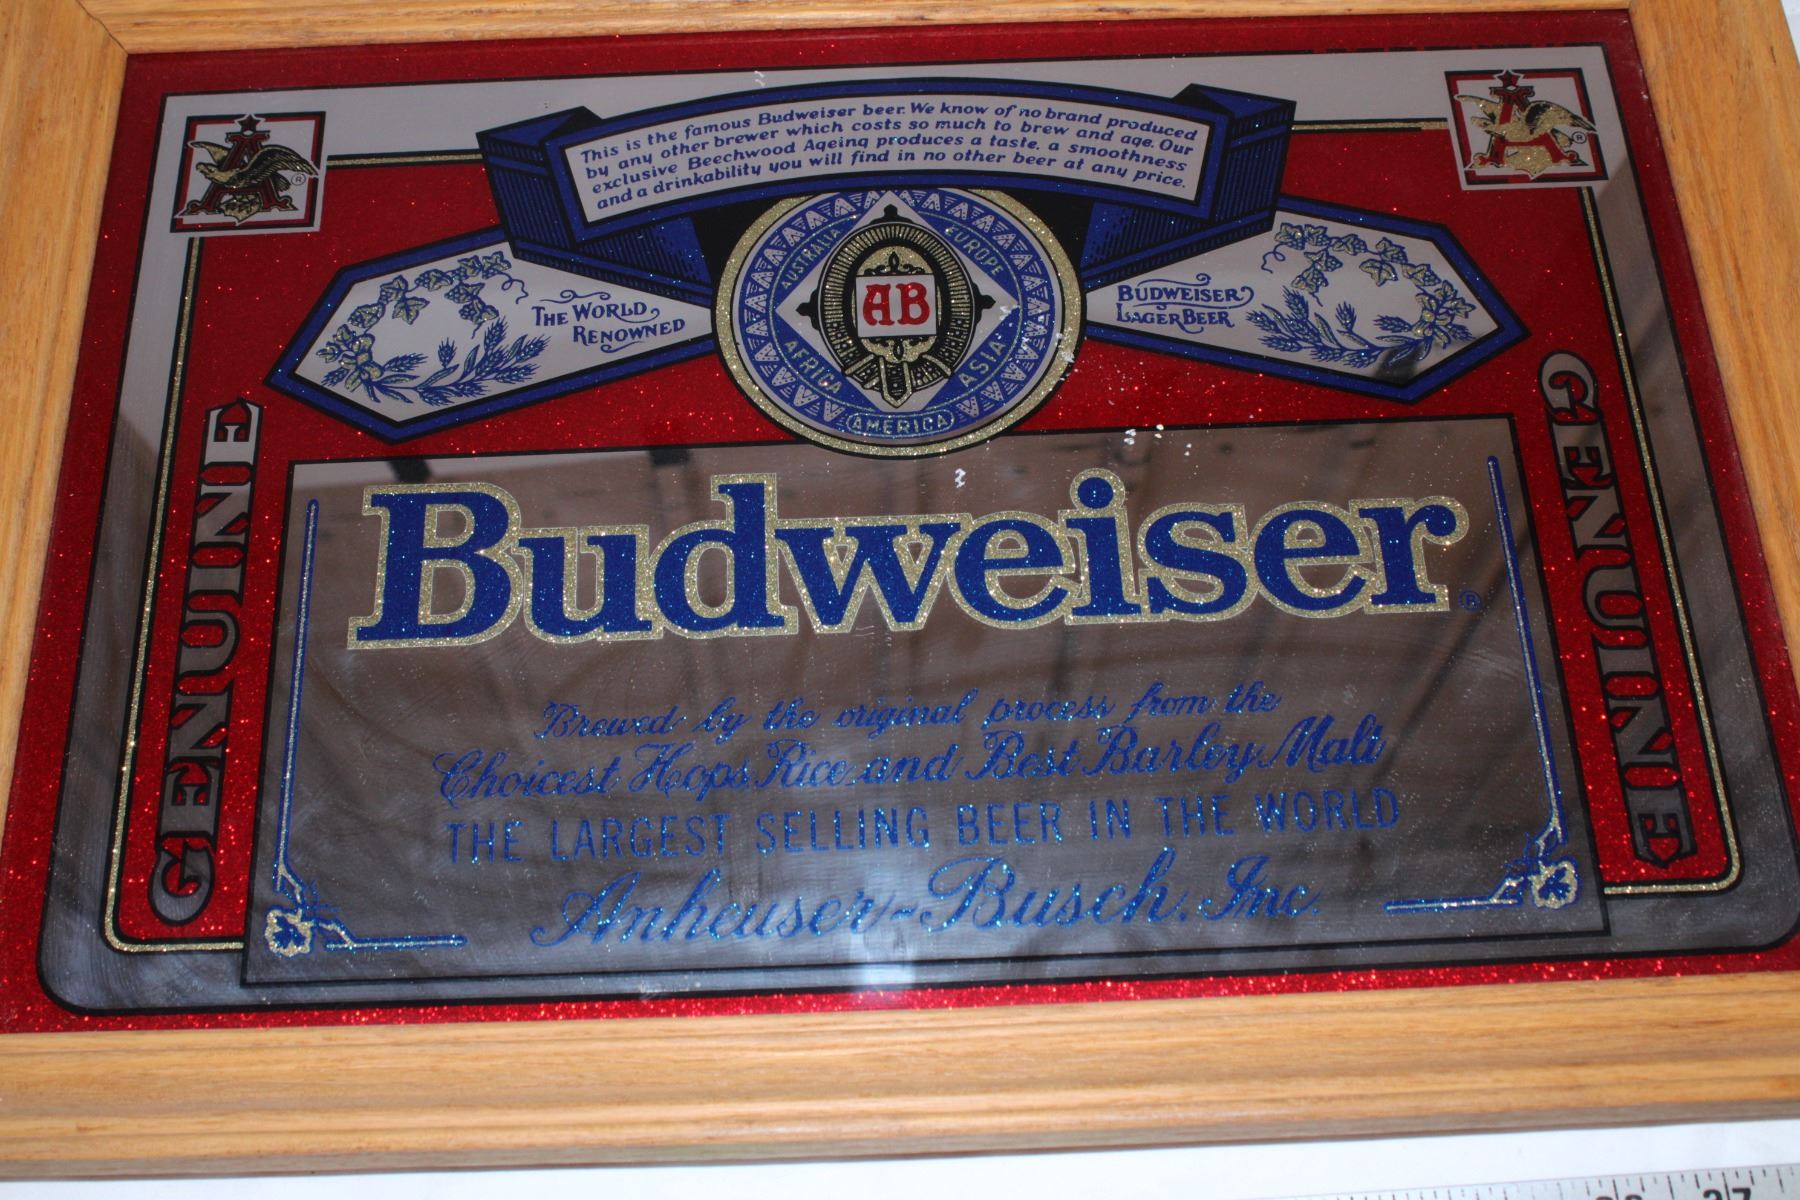 This is the famous Budweiser beer. We know of no brand produced
by any other brewer which costs so much to brew and age. Our
exclusive Beechwood Ageing produces a taste, a smoothness
and a drinkability you will find in no other beer at any price.
THE WORLD
RENOWNED
AUSTRALIA
EUROPE
AB
AFRICA
ASIA
AMERICA
BUDWEISER
LAGER BEER
A
®
A
®
GENUINE
GENUINE
Budweiser®
Brewed by the original process from the
Choicest Hops, Rice and Best Barley Malt
THE LARGEST SELLING BEER IN THE WORLD
Anheuser-Busch, Inc.
37